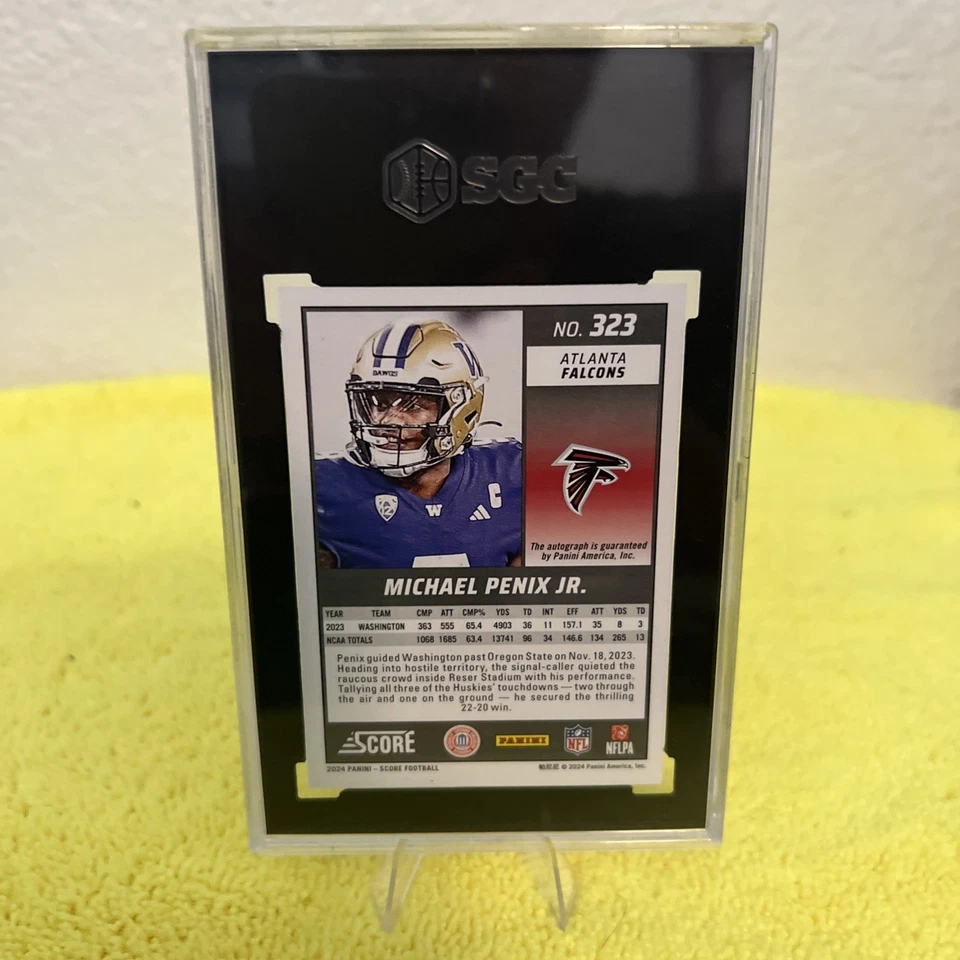 SGC
NO. 323
ATLANTA
FALCONS
DAWGS
W
12
W
C
The autograph is guaranteed
by Panini America, Inc.
MICHAEL PENIX JR.
YEAR TEAM CMP ATT CMP% YDS TD INT EFF ATT YDS TD
2023 WASHINGTON 363 555 65.4 4903 36 11 157.1 35 8 3
NCAA TOTALS 1068 1685 63.4 13741 96 34 146.6 134 265 13
Penix guided Washington past Oregon State on Nov. 18, 2023.
Heading into hostile territory, the signal-caller quieted the
raucous crowd inside Reser Stadium with his performance.
Tallying all three of the Huskies' touchdowns — two through
the air and one on the ground — he secured the thrilling
22-20 win.
SCORE PANINI NFL NFLPA
2024 PANINI – SCORE FOOTBALL © 2024 Panini America, Inc.